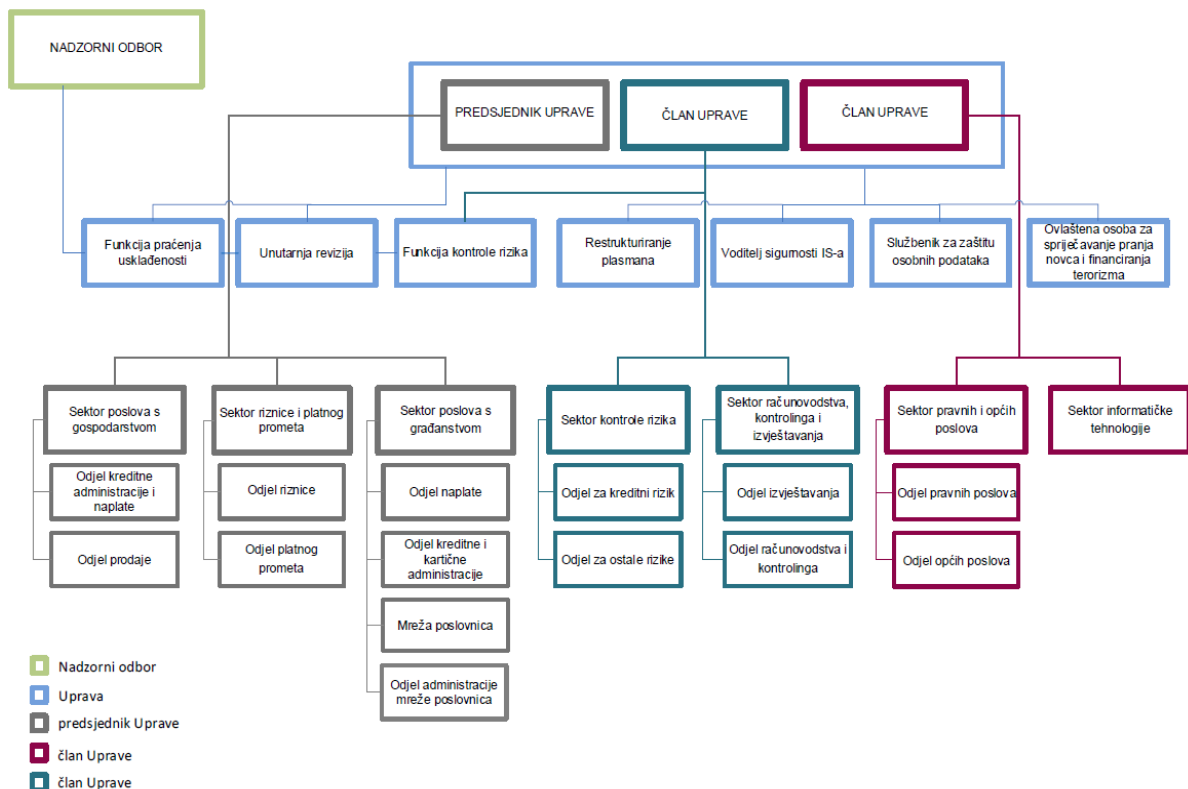 NADZORNI ODBOR
PREDSJEDNIK UPRAVE
ČLAN UPRAVE
ČLAN UPRAVE
Funkcija praćenja
usklađenosti
Unutarnja revizija
Funkcija kontrole rizika
Restrukturiranje
plasmana
Voditelj sigurnosti IS-a
Službenik za zaštitu
osobnih podataka
Ovlaštena osoba za
spriječavanje pranja
novca i financiranja
terorizma
Sektor poslova s
gospodarstvom
Sektor riznice i platnog
prometa
Sektor poslova s
građanstvom
Sektor kontrole rizika
Sektor računovodstva,
kontrolinga i
izvještavanja
Sektor pravnih i općih
poslova
Sektor informatičke
tehnologije
Odjel kreditne
administracije i
naplate
Odjel riznice
Odjel naplate
Odjel za kreditni rizik
Odjel izvještavanja
Odjel pravnih poslova
Odjel prodaje
Odjel platnog
prometa
Odjel kreditne i
kartične
administracije
Odjel za ostale rizike
Odjel računovodstva i
kontrolinga
Odjel općih poslova
Mreža poslovnica
Odjel administracije
mreže poslovnica
Nadzorni odbor
Uprava
predsjednik Uprave
član Uprave
član Uprave